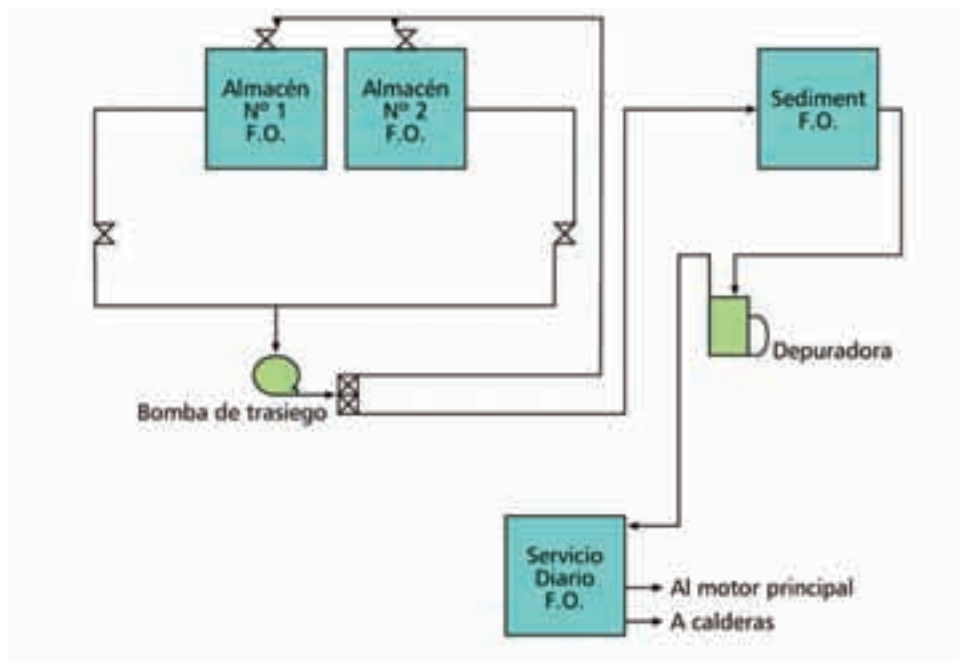 Almacén
Nº 1
F.O.
Almacén
Nº 2
F.O.
Sediment
F.O.
Depuradora
Bomba de trasiego
Servicio
Diario
F.O.
Al motor principal
A calderas